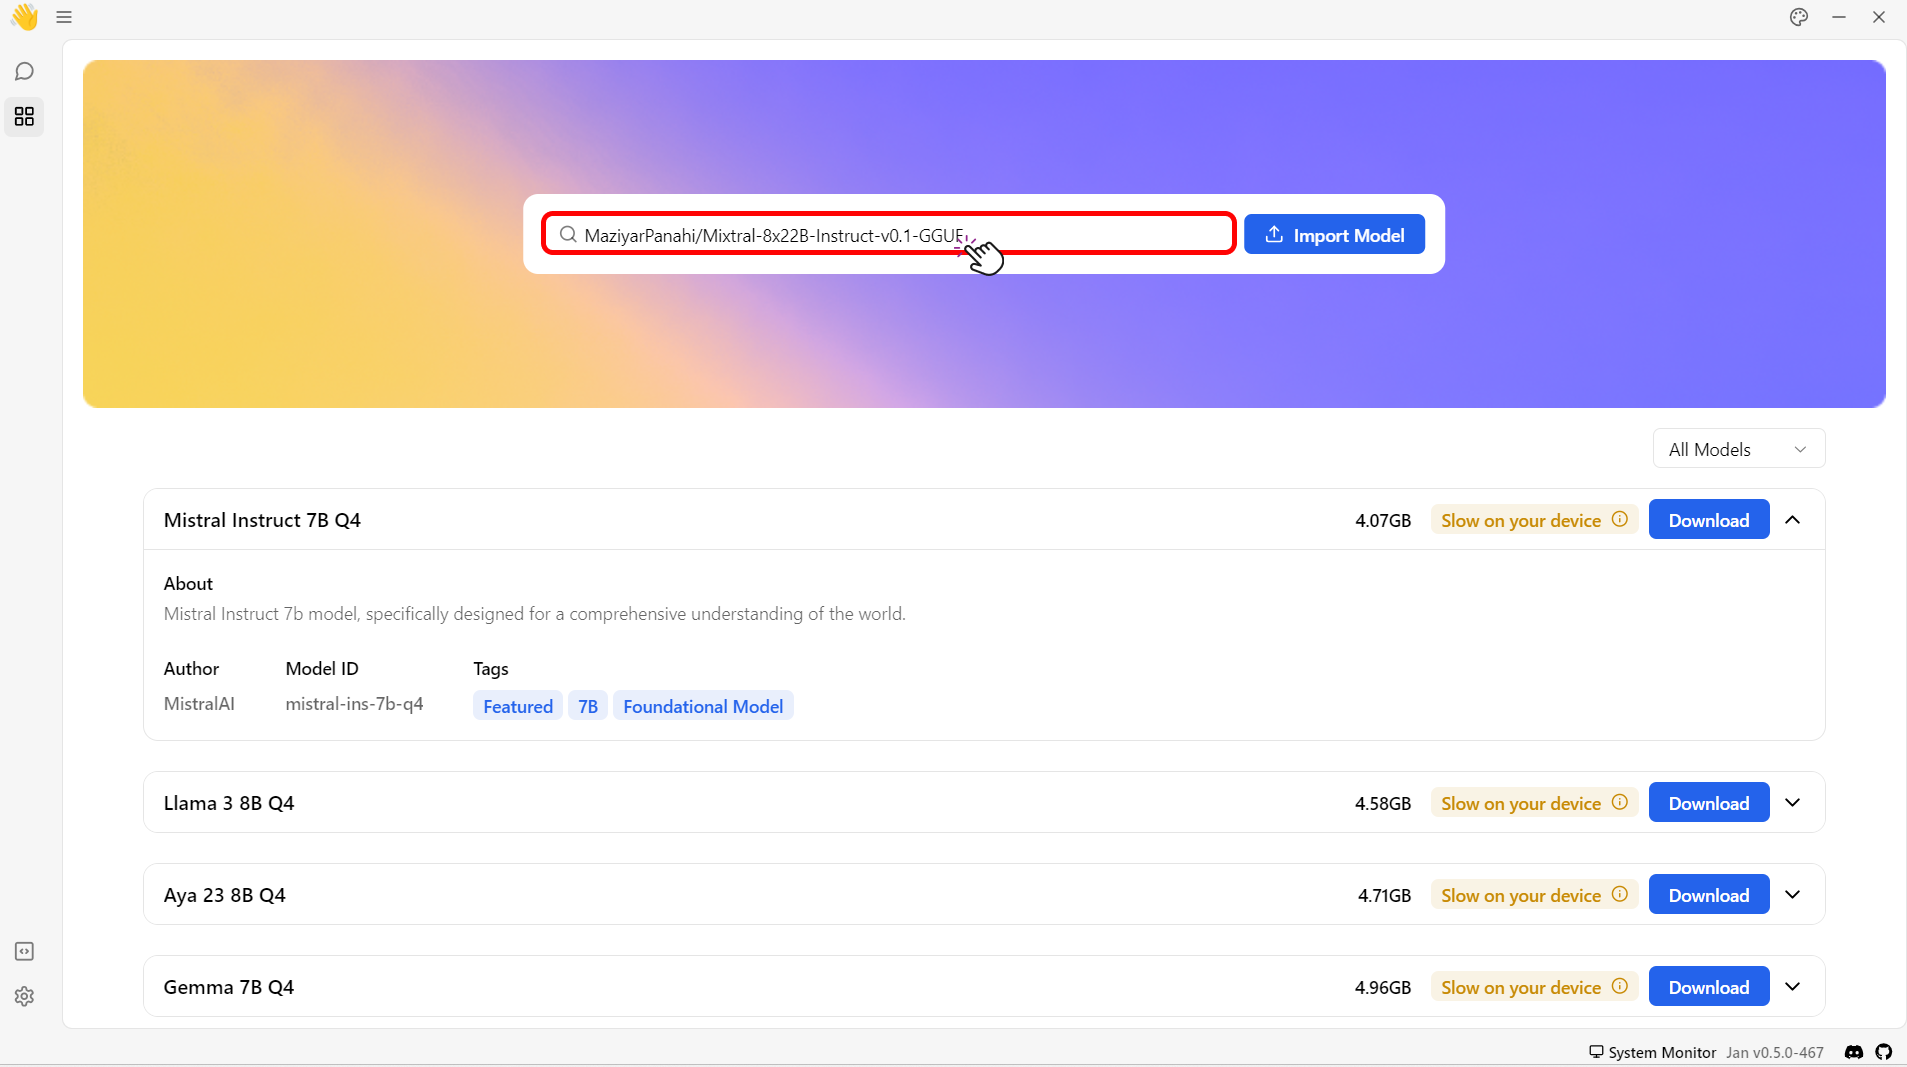 MaziyarPanahi/Mixtral-8x22B-Instruct-v0.1-GGUF
Import Model
All Models
Mistral Instruct 7B Q4 4.07GB Slow on your device Download
About
Mistral Instruct 7b model, specifically designed for a comprehensive understanding of the world.
Author Model ID Tags
MistralAI mistral-ins-7b-q4 Featured 7B Foundational Model
Llama 3 8B Q4 4.58GB Slow on your device Download
Aya 23 8B Q4 4.71GB Slow on your device Download
Gemma 7B Q4 4.96GB Slow on your device Download
System Monitor Jan v0.5.0-467